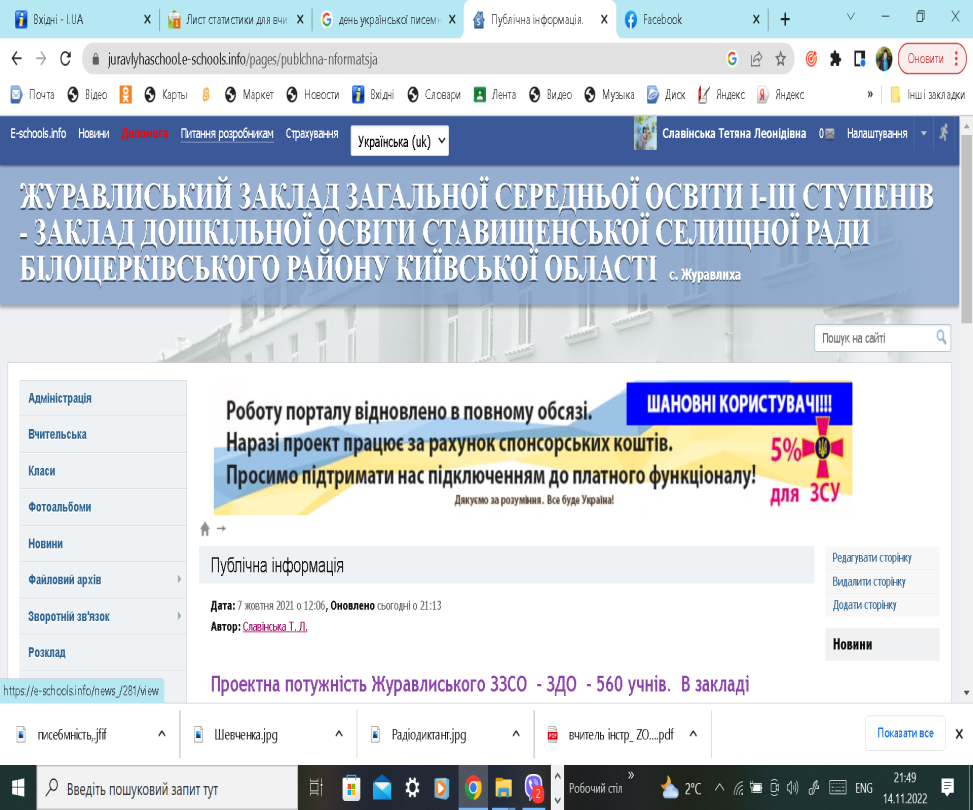 Вхідні - I.UA
Лист статистики для вчит
день української писемн
Публічна інформація.
Facebook
juravlyhaschool.e-schools.info/pages/publchna-nformatsja
Оновити
Почта Відео Карты Маркет Новости Вхідні Словари Лента Видео Музыка Диск Яндекс Яндекс » Інші закладки
E-schools.info Новини Допомога Питання розробникам Страхування Українська (uk) Славінська Тетяна Леонідівна 0 Налаштування
ЖУРАВЛИСЬКИЙ ЗАКЛАД ЗАГАЛЬНОЇ СЕРЕДНЬОЇ ОСВІТИ І-ІІІ СТУПЕНІВ
- ЗАКЛАД ДОШКІЛЬНОЇ ОСВІТИ СТАВИЩЕНСЬКОЇ СЕЛИЩНОЇ РАДИ
БІЛОЦЕРКІВСЬКОГО РАЙОНУ КИЇВСЬКОЇ ОБЛАСТІ с. Журавлиха
Пошук на сайті
Адміністрація
Вчительська
Класи
Фотоальбоми
Новини
Файловий архів
Зворотній зв'язок
Розклад
ШАНОВНІ КОРИСТУВАЧІ!!!
Роботу порталу відновлено в повному обсязі.
Наразі проект працює за рахунок спонсорських коштів.
Просимо підтримати нас підключенням до платного функціоналу!
Дякуємо за розуміння. Все буде Україна!
5%
для ЗСУ
Публічна інформація
Дата: 7 жовтня 2021 о 12:06, Оновлено сьогодні о 21:13
Автор: Славінська Т. Л.
Проектна потужність Журавлиського ЗЗСО - ЗДО - 560 учнів. В закладі
Редагувати сторінку
Видалити сторінку
Додати сторінку
Новини
https://e-schools.info/news_/281/view
писебмність,.jfif
Шевченка.jpg
Радіодиктанг.jpg
вчитель інстр_ ZO....pdf
Показати все
Введіть пошуковий запит тут
2
Робочий стіл
»
2°C
ENG
21:49
14.11.2022